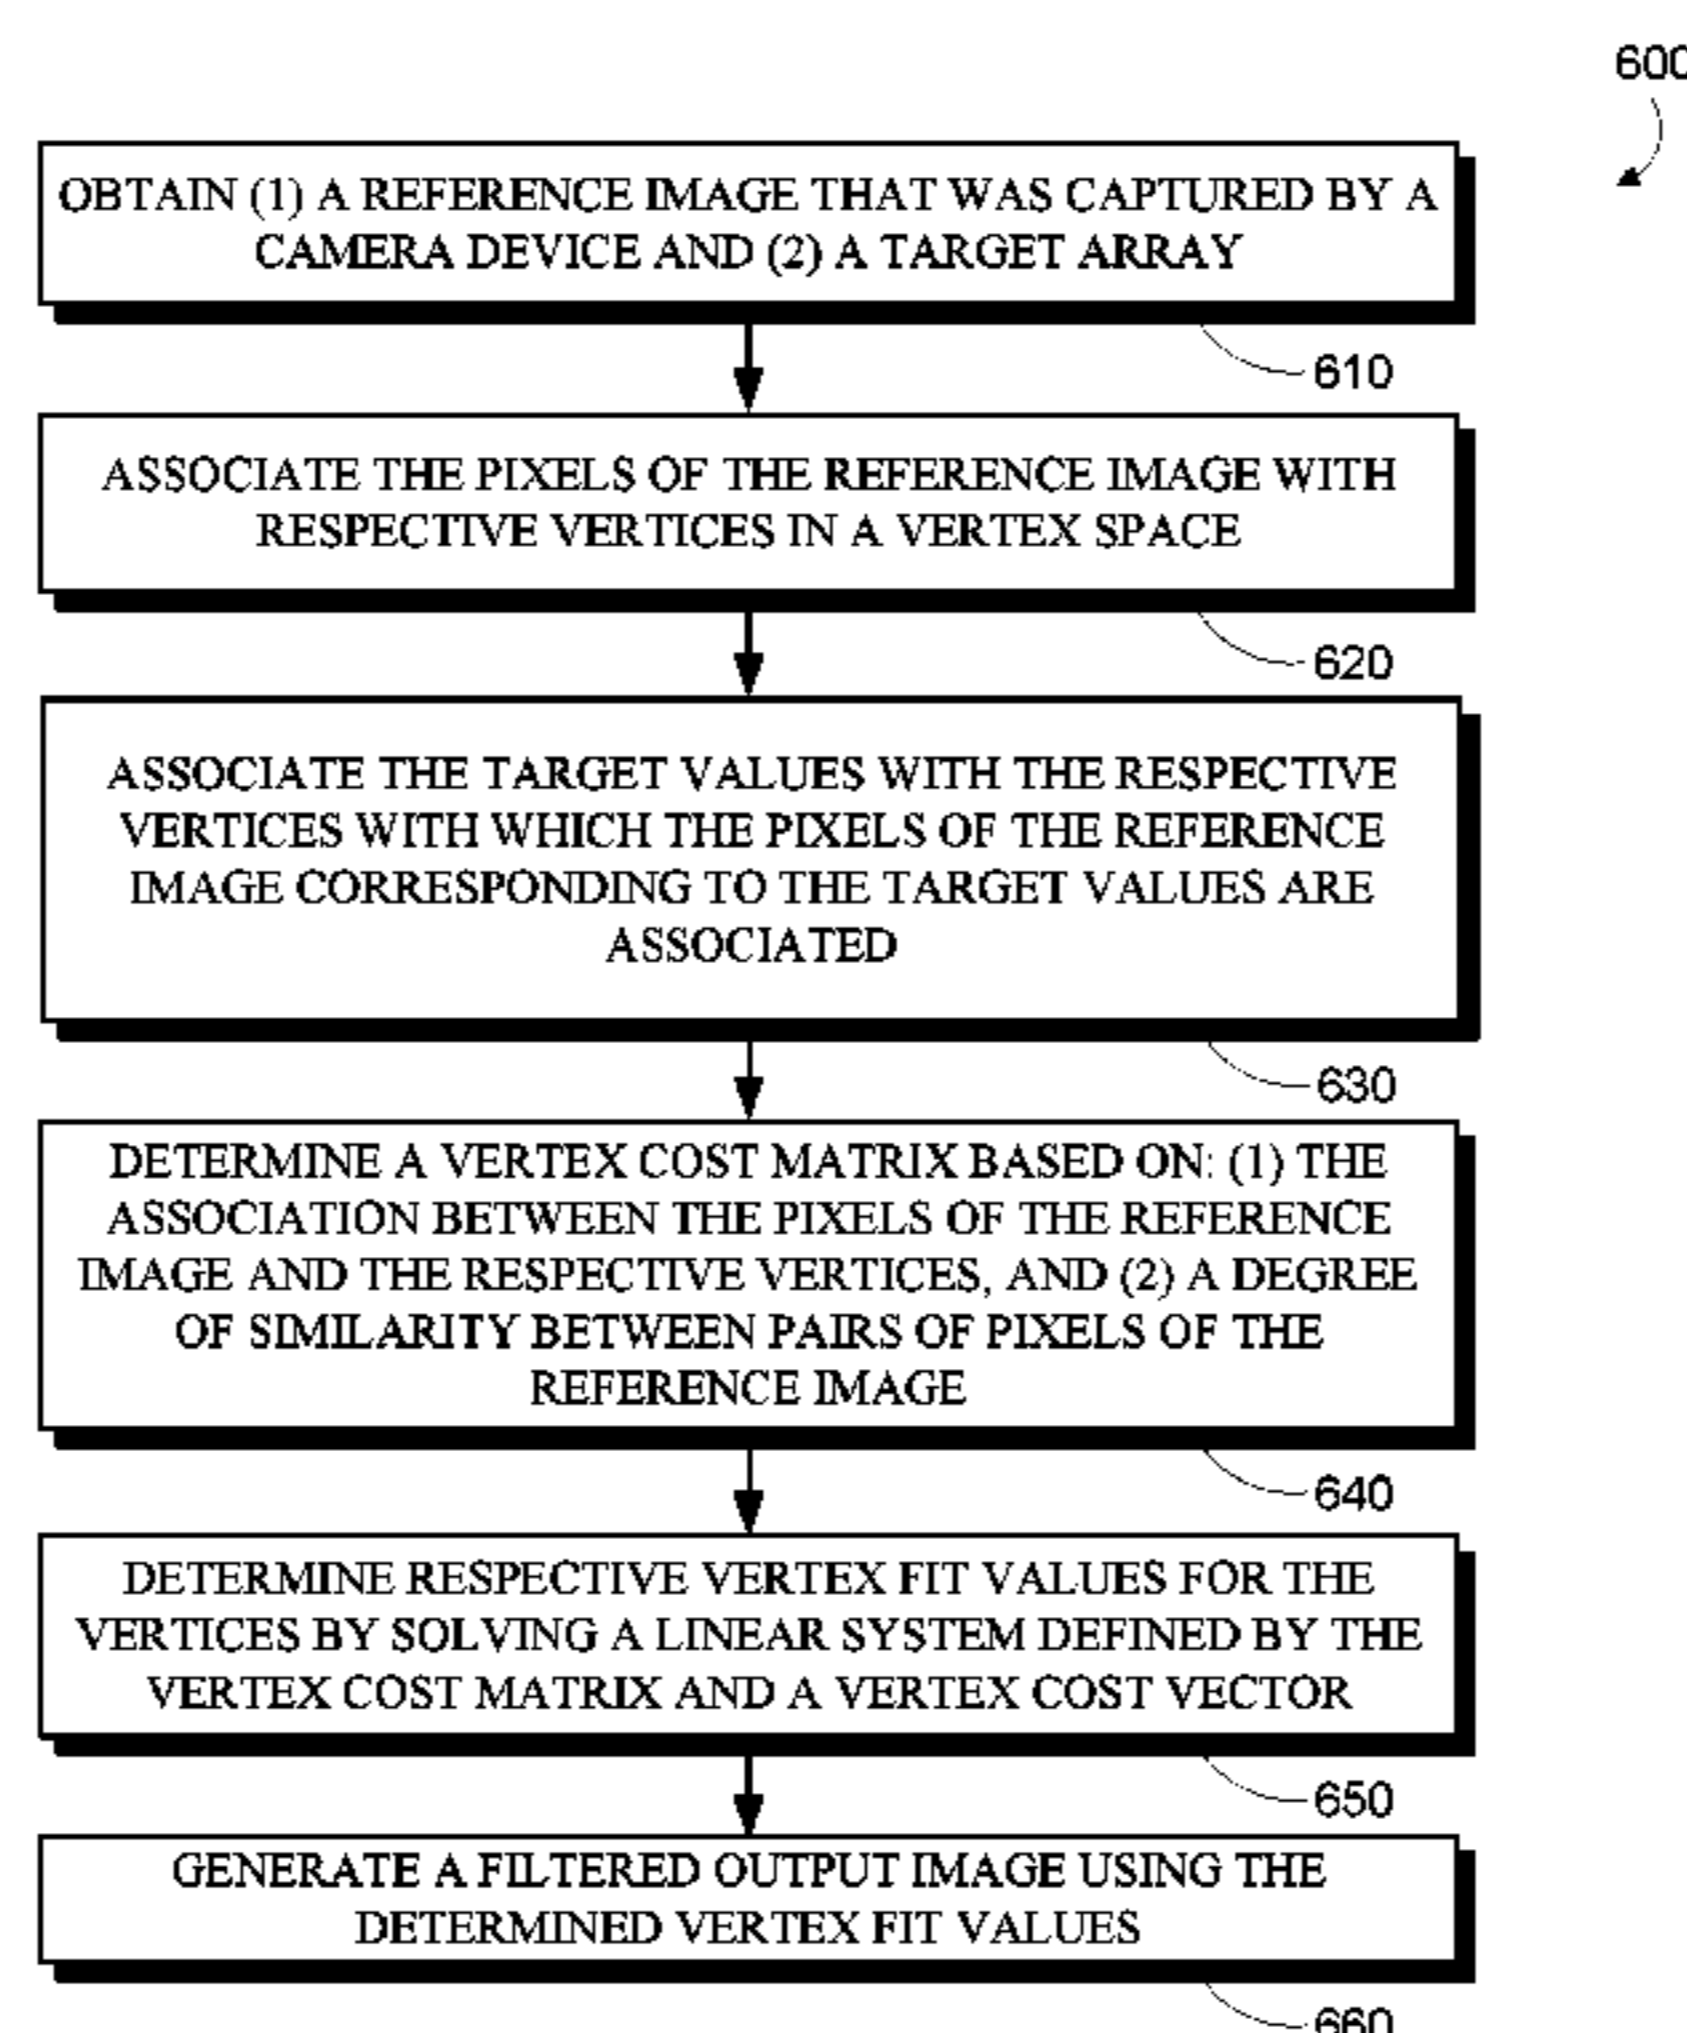 600
OBTAIN (1) A REFERENCE IMAGE THAT WAS CAPTURED BY A
CAMERA DEVICE AND (2) A TARGET ARRAY
610
ASSOCIATE THE PIXELS OF THE REFERENCE IMAGE WITH
RESPECTIVE VERTICES IN A VERTEX SPACE
620
ASSOCIATE THE TARGET VALUES WITH THE RESPECTIVE
VERTICES WITH WHICH THE PIXELS OF THE REFERENCE
IMAGE CORRESPONDING TO THE TARGET VALUES ARE
ASSOCIATED
630
DETERMINE A VERTEX COST MATRIX BASED ON: (1) THE
ASSOCIATION BETWEEN THE PIXELS OF THE REFERENCE
IMAGE AND THE RESPECTIVE VERTICES, AND (2) A DEGREE
OF SIMILARITY BETWEEN PAIRS OF PIXELS OF THE
REFERENCE IMAGE
640
DETERMINE RESPECTIVE VERTEX FIT VALUES FOR THE
VERTICES BY SOLVING A LINEAR SYSTEM DEFINED BY THE
VERTEX COST MATRIX AND A VERTEX COST VECTOR
650
GENERATE A FILTERED OUTPUT IMAGE USING THE
DETERMINED VERTEX FIT VALUES
660